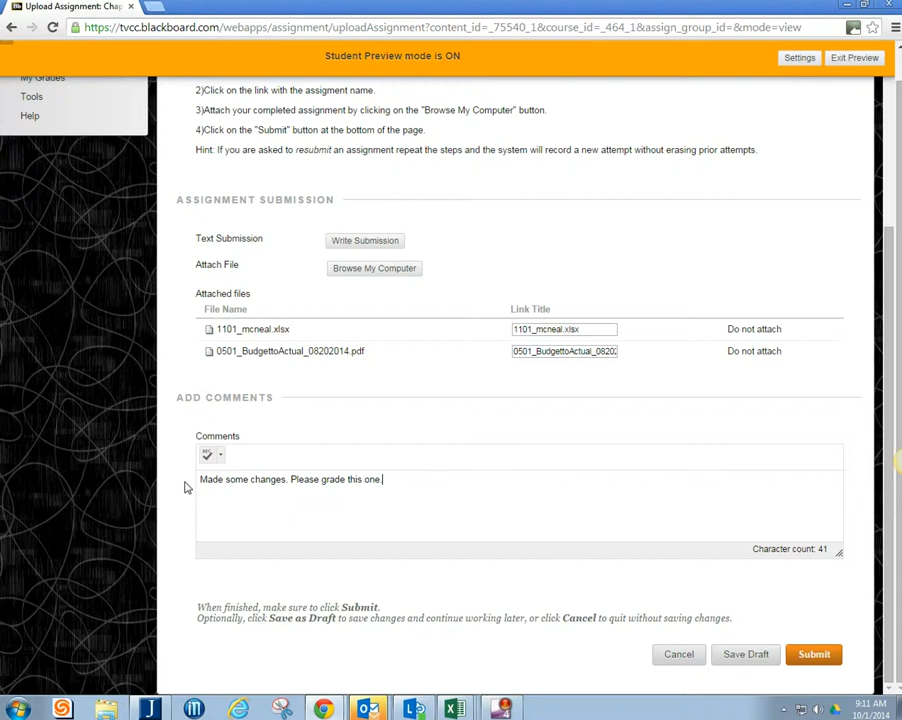 Upload Assignment: Chap
https://tvcc.blackboard.com/webapps/assignment/uploadAssignment?content_id=_75540_1&course_id=_464_1&assign_group_id=&mode=view
Student Preview mode is ON
Settings
Exit Preview
My Grades
Tools
Help
2)Click on the link with the assigment name.
3)Attach your completed assignment by clicking on the "Browse My Computer" button.
4)Click on the "Submit" button at the bottom of the page.
Hint: If you are asked to resubmit an assignment repeat the steps and the system will record a new attempt without erasing prior attempts.
ASSIGNMENT SUBMISSION
Text Submission
Write Submission
Attach File
Browse My Computer
Attached files
File Name
Link Title
1101_mcneal.xlsx
1101_mcneal.xlsx
Do not attach
0501_BudgettoActual_08202014.pdf
0501_BudgettoActual_08202
Do not attach
ADD COMMENTS
Comments
ABC
Made some changes. Please grade this one.
Character count: 41
When finished, make sure to click Submit.
Optionally, click Save as Draft to save changes and continue working later, or click Cancel to quit without saving changes.
Cancel
Save Draft
Submit
9:11 AM
10/1/2014